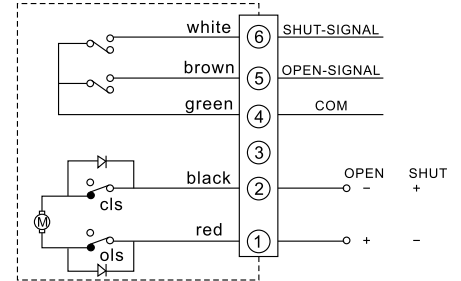 white 6 SHUT-SIGNAL
brown 5 OPEN-SIGNAL
green 4 COM
3
OPEN SHUT
black 2 − +
cls
M
red 1 + −
ols